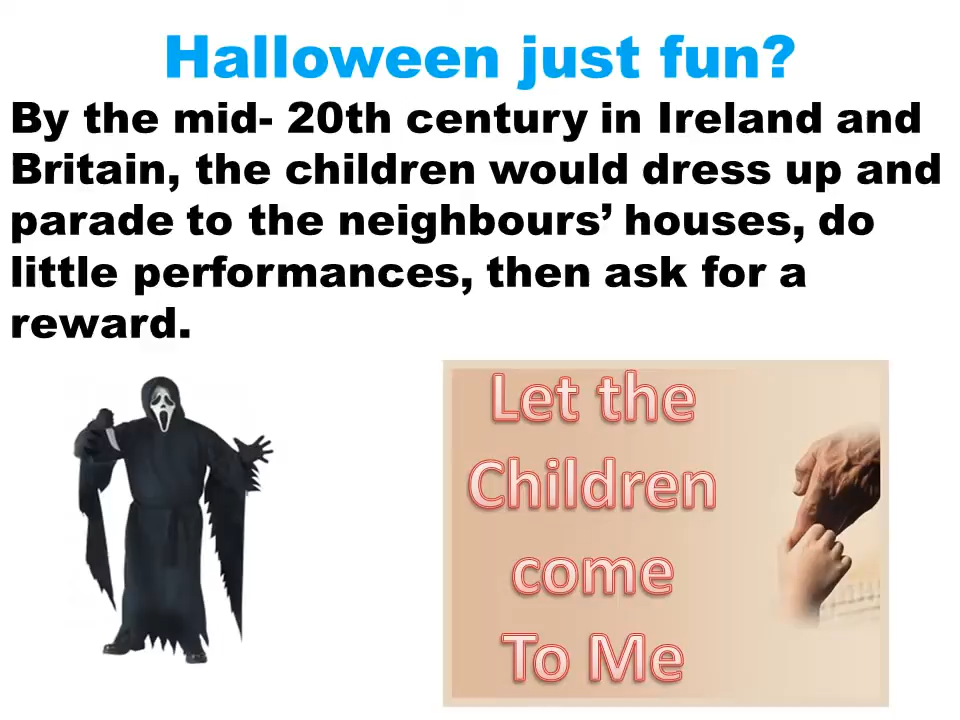 Halloween just fun?
By the mid- 20th century in Ireland and
Britain, the children would dress up and
parade to the neighbours’ houses, do
little performances, then ask for a
reward.
Let the
Children
come
To Me